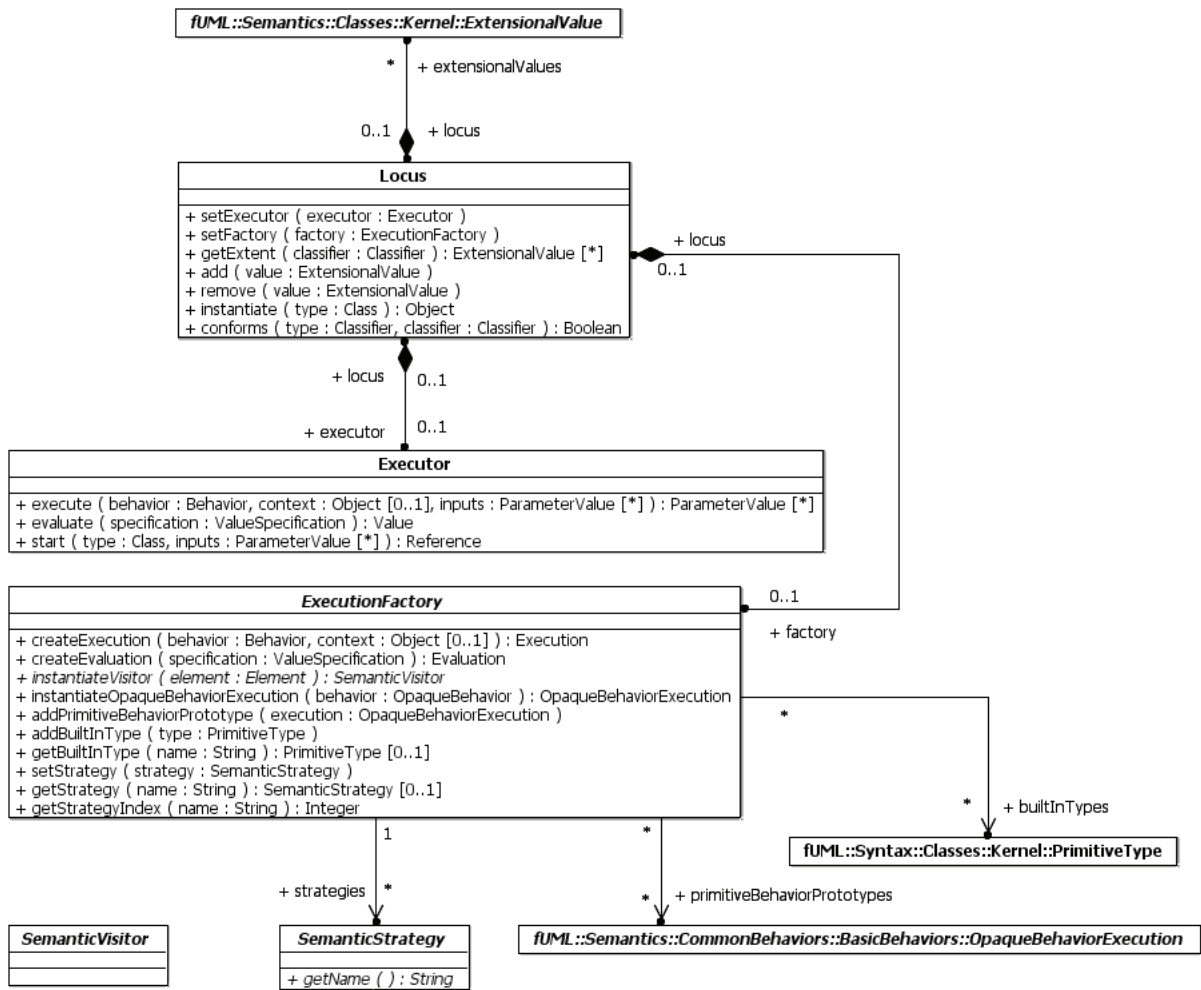 fUML::Semantics::Classes::Kernel::ExtensionalValue
* + extensionalValues
0..1 + locus
Locus
+ setExecutor ( executor : Executor )
+ setFactory ( factory : ExecutionFactory )
+ getExtent ( classifier : Classifier ) : ExtensionalValue [*]
+ add ( value : ExtensionalValue )
+ remove ( value : ExtensionalValue )
+ instantiate ( type : Class ) : Object
+ conforms ( type : Classifier, classifier : Classifier ) : Boolean
+ locus
0..1
+ locus 0..1
+ executor 0..1
Executor
+ execute ( behavior : Behavior, context : Object [0..1], inputs : ParameterValue [*] ) : ParameterValue [*]
+ evaluate ( specification : ValueSpecification ) : Value
+ start ( type : Class, inputs : ParameterValue [*] ) : Reference
0..1
+ factory
ExecutionFactory
+ createExecution ( behavior : Behavior, context : Object [0..1] ) : Execution
+ createEvaluation ( specification : ValueSpecification ) : Evaluation
+ instantiateVisitor ( element : Element ) : SemanticVisitor
+ instantiateOpaqueBehaviorExecution ( behavior : OpaqueBehavior ) : OpaqueBehaviorExecution
+ addPrimitiveBehaviorPrototype ( execution : OpaqueBehaviorExecution )
+ addBuiltInType ( type : PrimitiveType )
+ getBuiltInType ( name : String ) : PrimitiveType [0..1]
+ setStrategy ( strategy : SemanticStrategy )
+ getStrategy ( name : String ) : SemanticStrategy [0..1]
+ getStrategyIndex ( name : String ) : Integer
*
* + builtInTypes
fUML::Syntax::Classes::Kernel::PrimitiveType
1
*
+ strategies *
* + primitiveBehaviorPrototypes
SemanticVisitor
SemanticStrategy
+ getName ( ) : String
fUML::Semantics::CommonBehaviors::BasicBehaviors::OpaqueBehaviorExecution